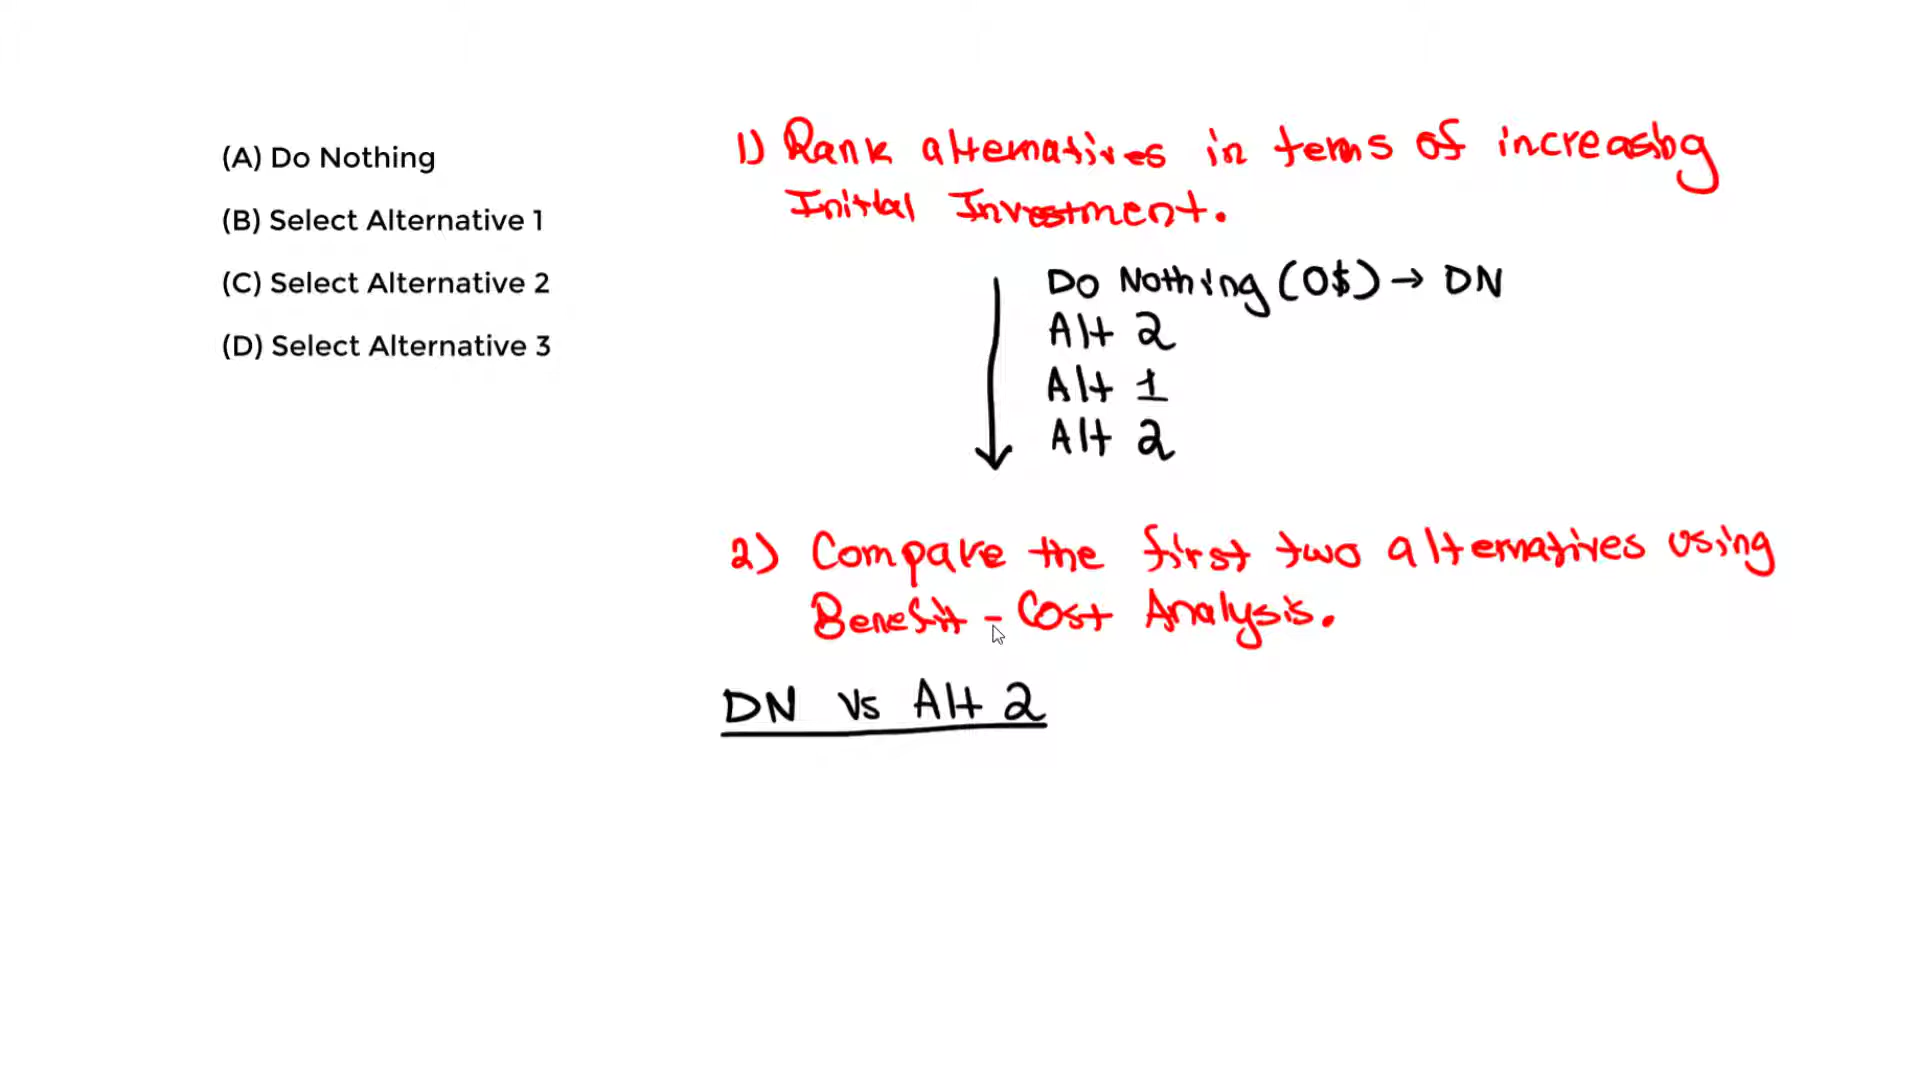 (A) Do Nothing
(B) Select Alternative 1
(C) Select Alternative 2
(D) Select Alternative 3
1) Rank alternatives in terms of increasing
Initial Investment.
Do Nothing (0$) → DN
Alt 2
Alt 1
Alt 2
2) Compare the first two alternatives using
Benefit - Cost Analysis.
DN Vs Alt 2